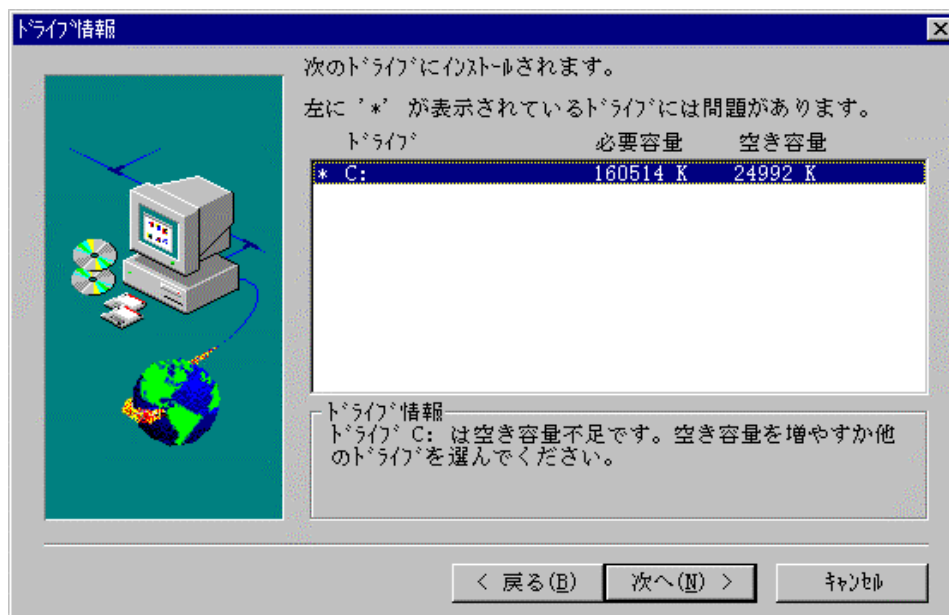 ﾄﾞﾗｲﾌﾞ情報
次のﾄﾞﾗｲﾌﾞにｲﾝｽﾄｰﾙされます。
左に '*' が表示されているﾄﾞﾗｲﾌﾞには問題があります。
ﾄﾞﾗｲﾌﾞ 必要容量 空き容量
* C: 160514 K 24992 K
ﾄﾞﾗｲﾌﾞ情報
ﾄﾞﾗｲﾌﾞ C: は空き容量不足です。空き容量を増やすか他
のﾄﾞﾗｲﾌﾞを選んでください。
< 戻る(B) 次へ(N) > ｷｬﾝｾﾙ